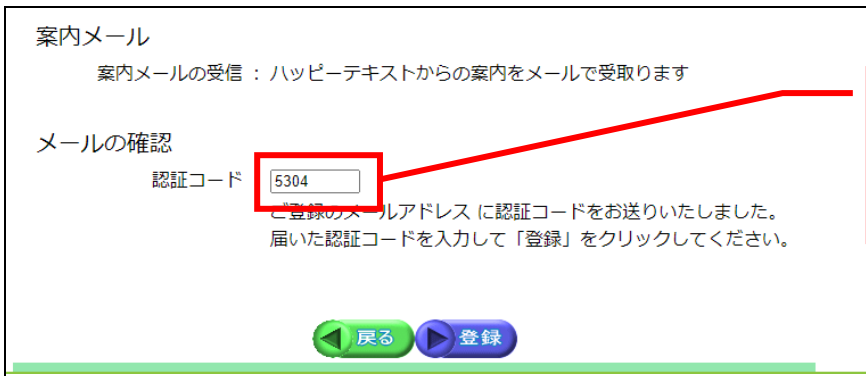 案内メール
案内メールの受信 : ハッピーテキストからの案内をメールで受取ります
メールの確認
認証コード 5304
ご登録のメールアドレス に認証コードをお送りいたしました。
届いた認証コードを入力して「登録」をクリックしてください。
戻る 登録